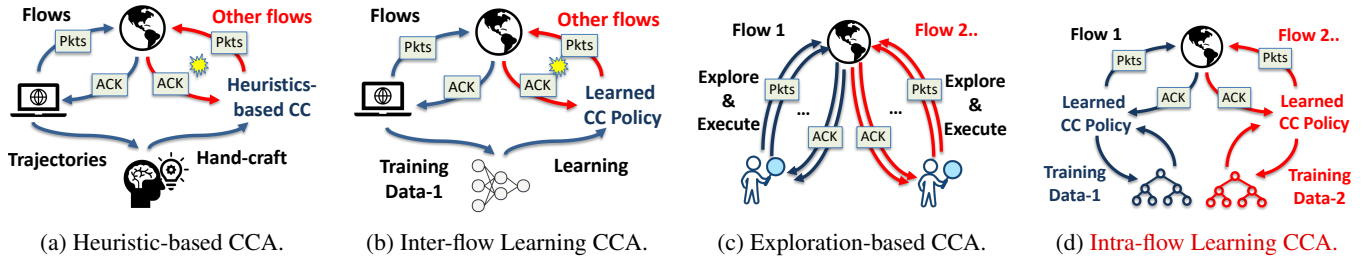 Flows
Other flows
Pkts
Pkts
ACK
ACK
Heuristics-
based CC
Trajectories
Hand-craft
(a) Heuristic-based CCA.
Flows
Other flows
Pkts
Pkts
ACK
ACK
Learned
CC Policy
Training
Data-1
Learning
(b) Inter-flow Learning CCA.
Flow 1
Flow 2..
Explore
&
Execute
Pkts
Pkts
Explore
&
Execute
...
...
ACK
ACK
(c) Exploration-based CCA.
Flow 1
Flow 2..
Pkts
Pkts
ACK
ACK
Learned
CC Policy
Learned
CC Policy
Training
Data-1
Training
Data-2
(d) Intra-flow Learning CCA.